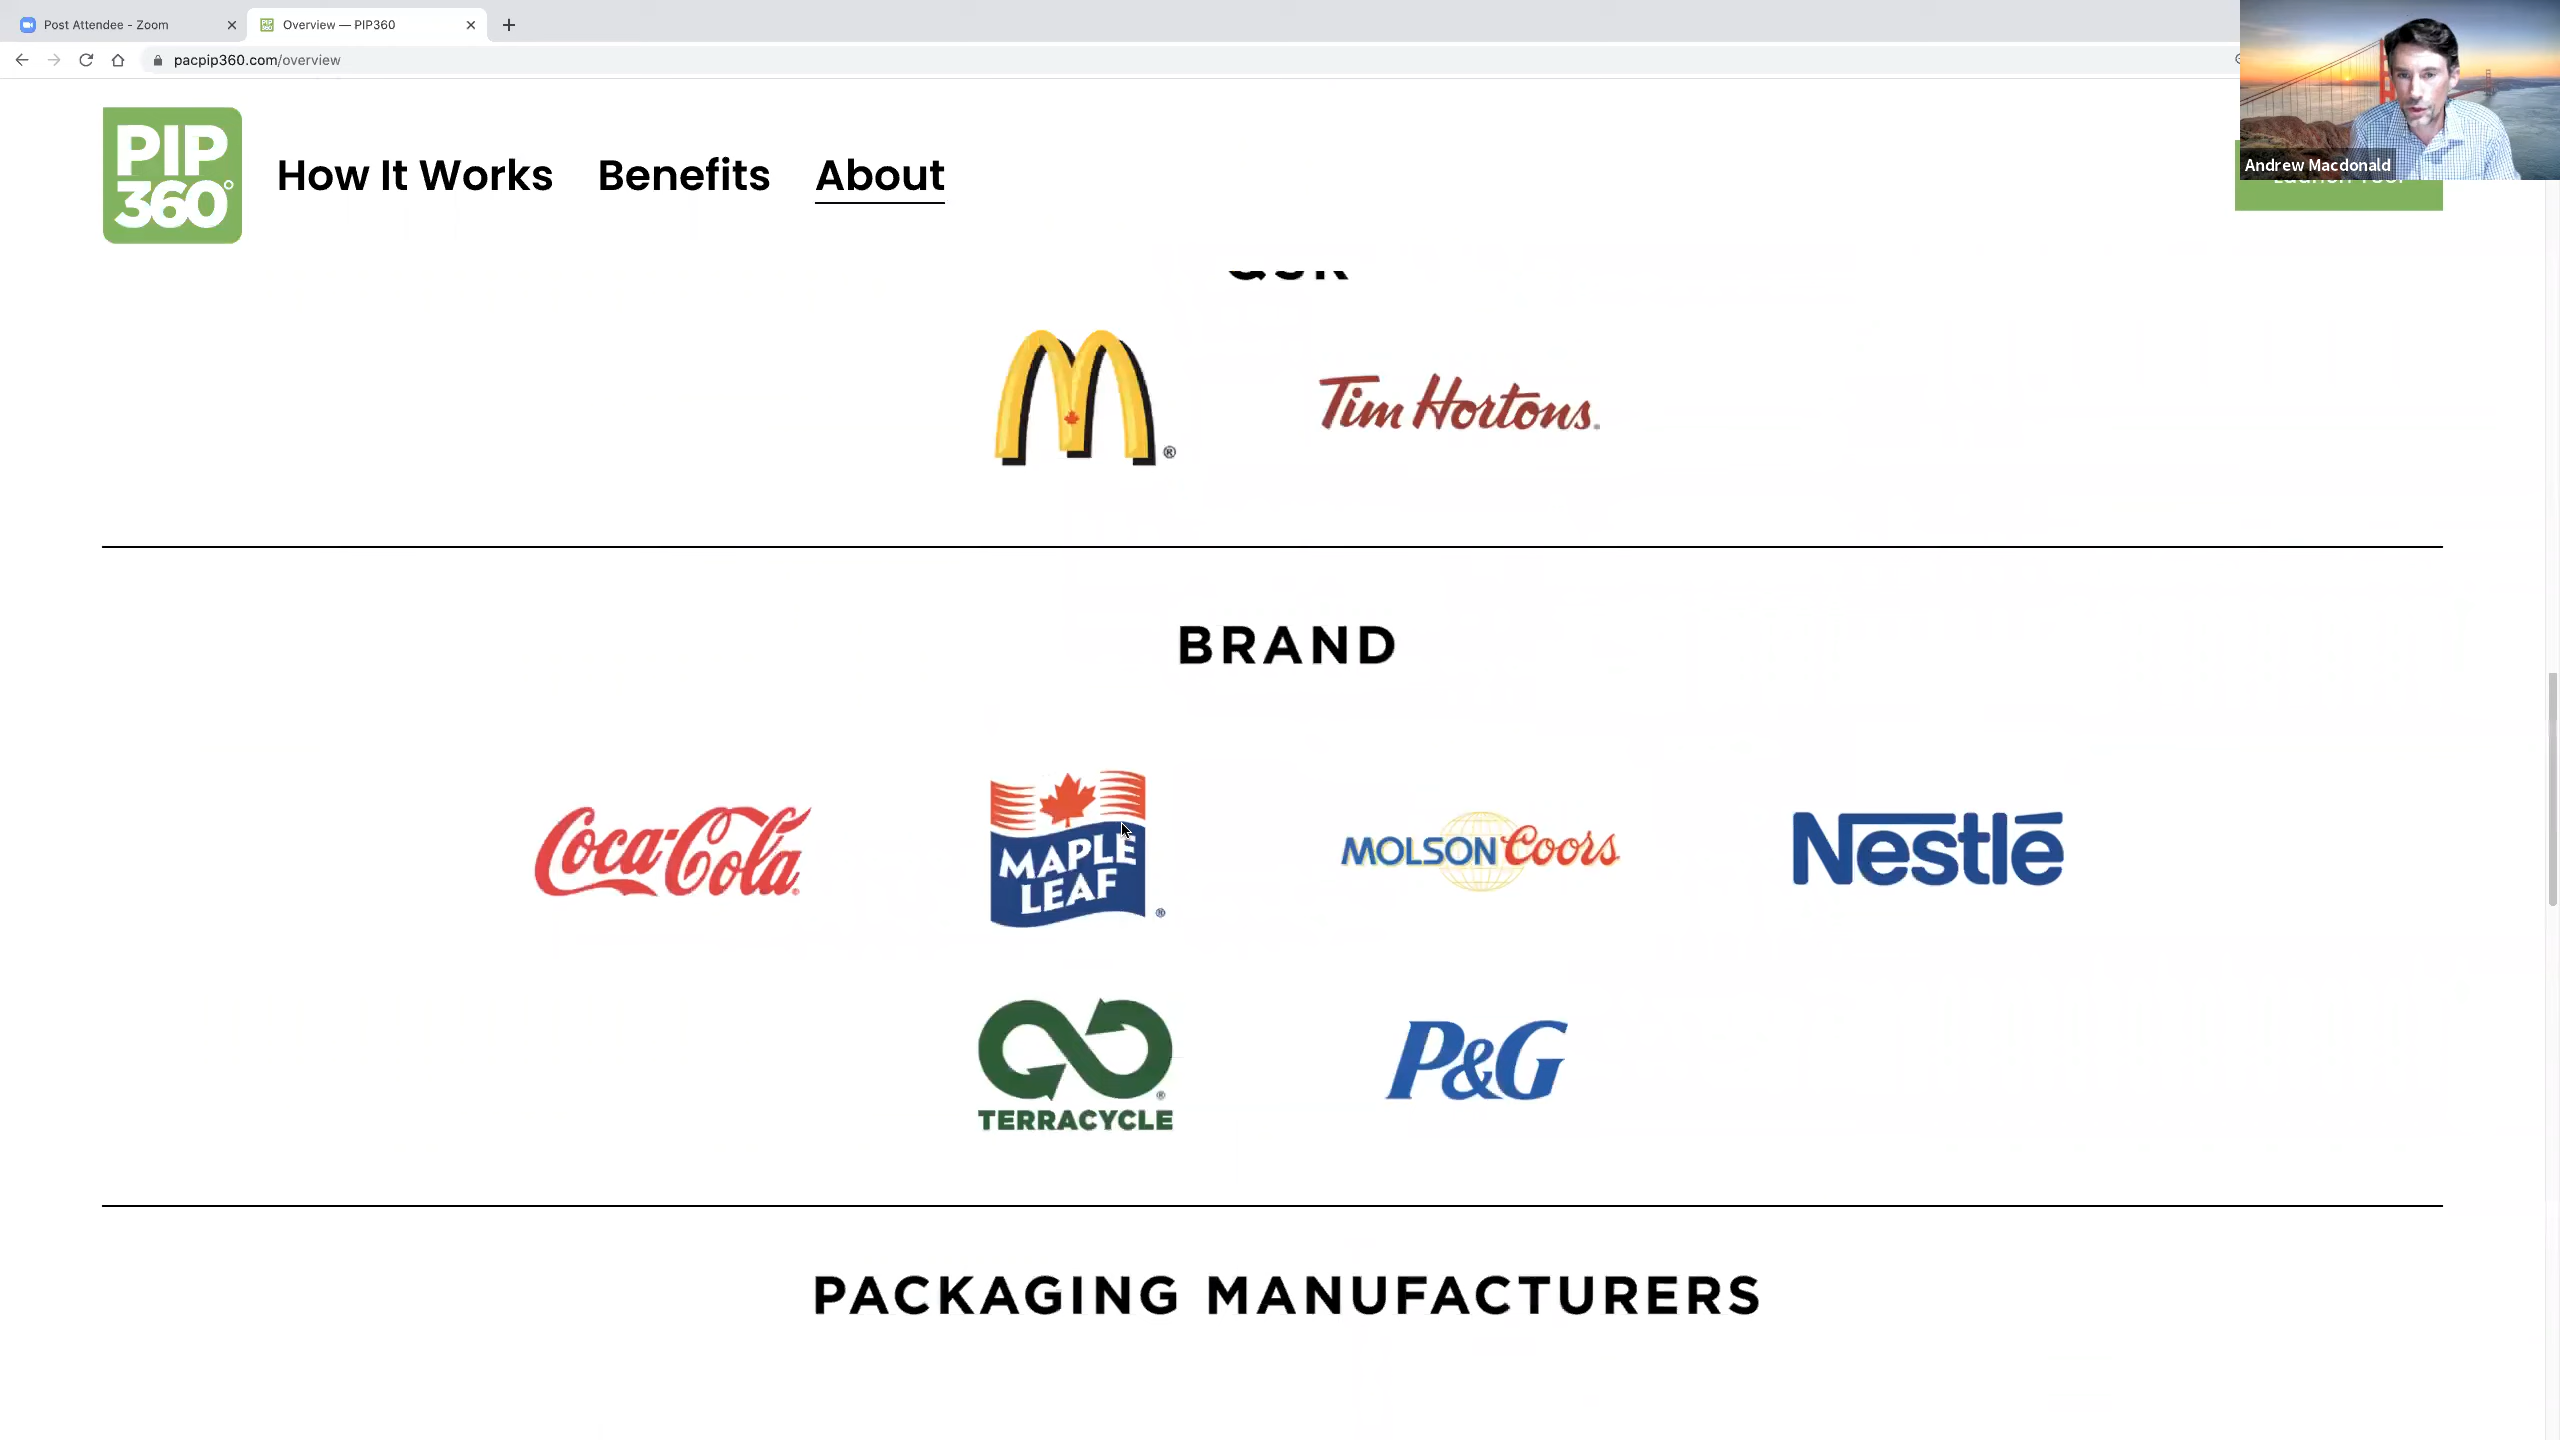 Post Attendee - Zoom
Overview — PIP360
pacpip360.com/overview
Andrew Macdonald
PIP
360°
How It Works
Benefits
About
QSR
®
Tim Hortons
BRAND
Coca-Cola
MAPLE
LEAF
®
MOLSON Coors
Nestlé
TERRACYCLE
®
P&G
PACKAGING MANUFACTURERS